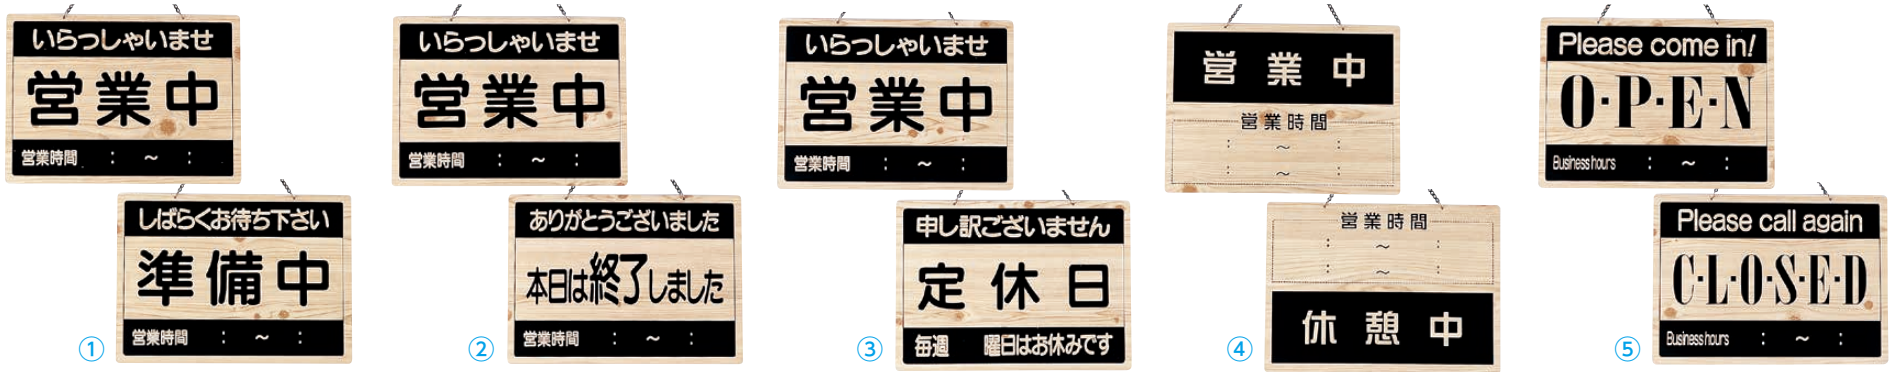 いらっしゃいませ
営業中
営業時間 : ~ :
しばらくお待ち下さい
準備中
営業時間 : ~ :
①
いらっしゃいませ
営業中
営業時間 : ~ :
ありがとうございました
本日は終了しました
営業時間 : ~ :
②
いらっしゃいませ
営業中
営業時間 : ~ :
申し訳ございません
定休日
毎週 曜日はお休みです
③
営業中
営業時間
: ~ :
: ~ :
営業時間
: ~ :
: ~ :
休憩中
④
Please come in!
O·P·E·N
Business hours : ~ :
Please call again
C·L·O·S·E·D
Business hours : ~ :
⑤